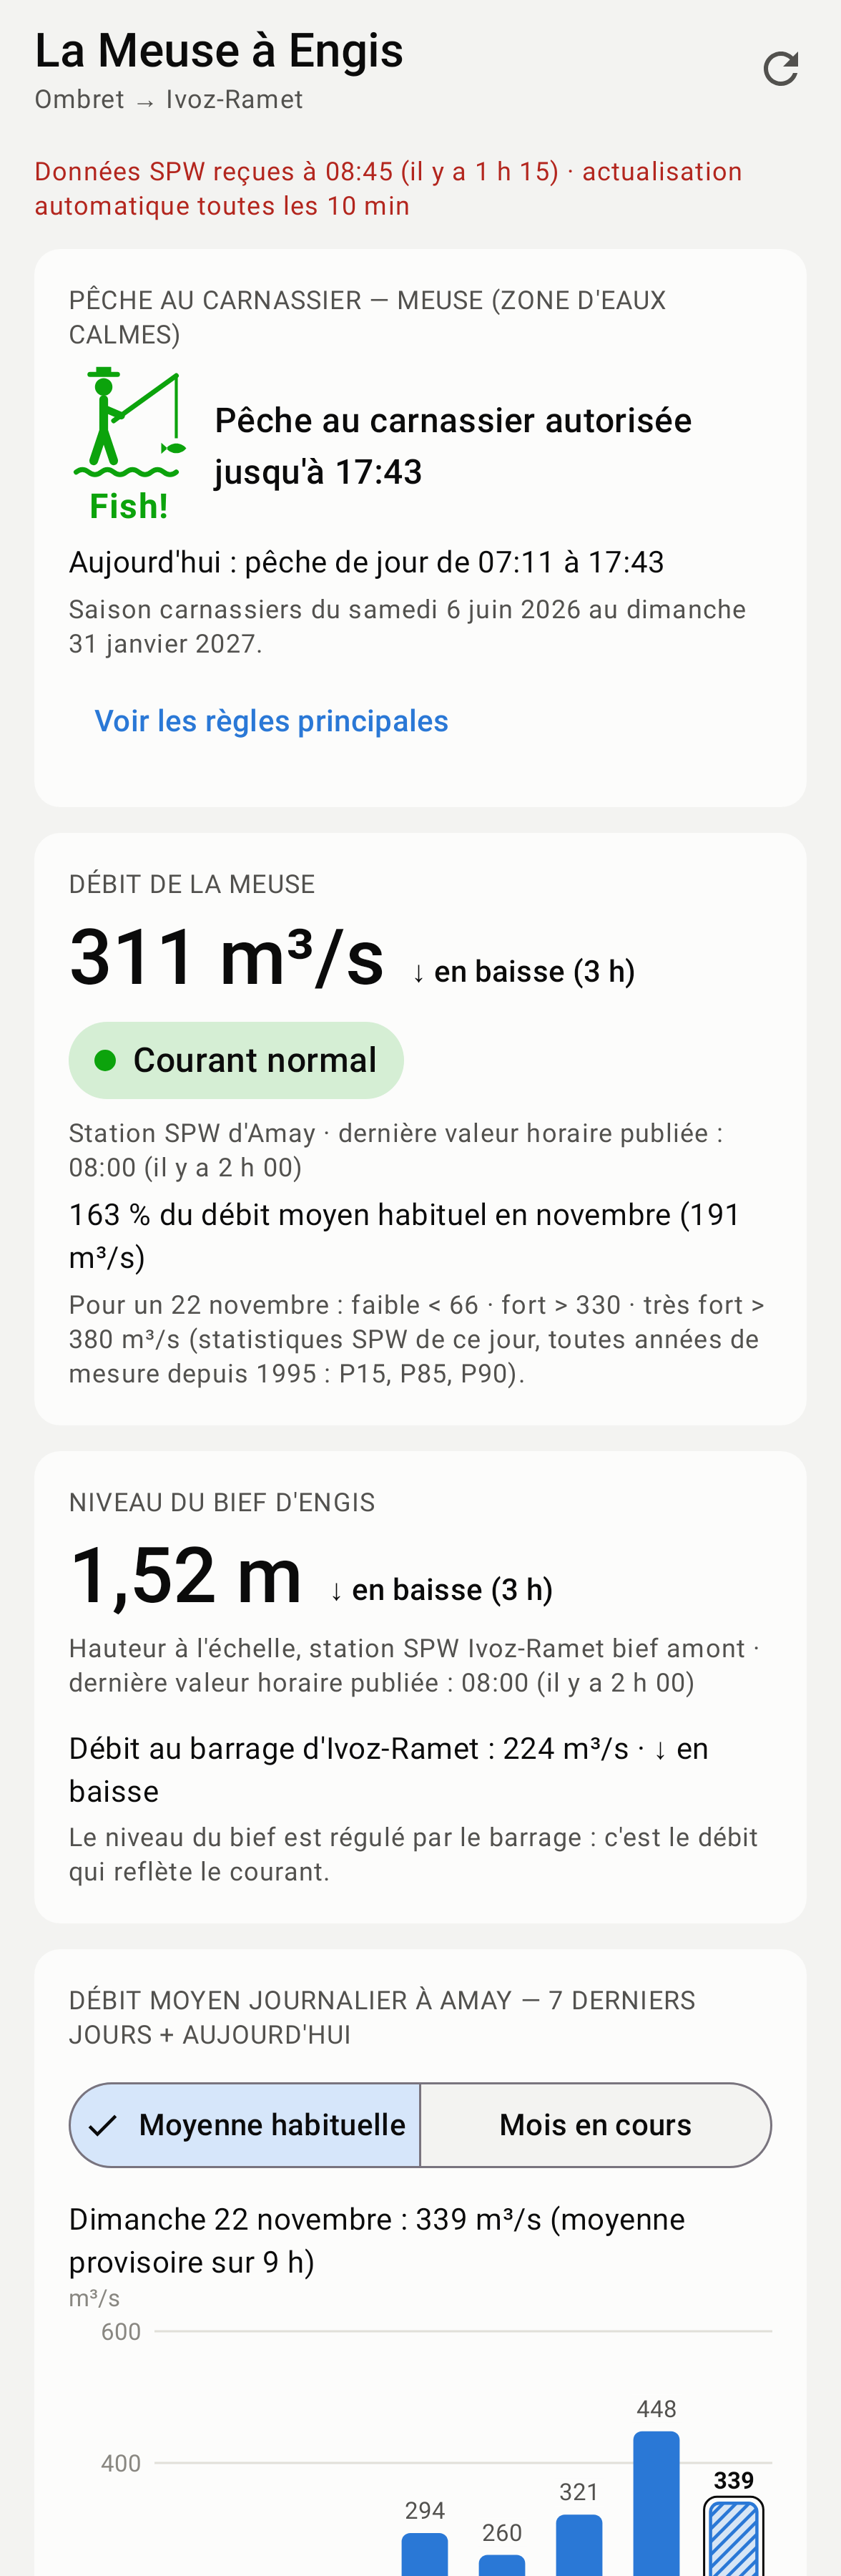 La Meuse à Engis
Ombret → Ivoz-Ramet
Données SPW reçues à 08:45 (il y a 1 h 15) · actualisation
automatique toutes les 10 min
PÊCHE AU CARNASSIER — MEUSE (ZONE D'EAUX
CALMES)
Fish!
Pêche au carnassier autorisée
jusqu'à 17:43
Aujourd'hui : pêche de jour de 07:11 à 17:43
Saison carnassiers du samedi 6 juin 2026 au dimanche
31 janvier 2027.
Voir les règles principales
DÉBIT DE LA MEUSE
311 m³/s ↓ en baisse (3 h)
Courant normal
Station SPW d'Amay · dernière valeur horaire publiée :
08:00 (il y a 2 h 00)
163 % du débit moyen habituel en novembre (191
m³/s)
Pour un 22 novembre : faible < 66 · fort > 330 · très fort >
380 m³/s (statistiques SPW de ce jour, toutes années de
mesure depuis 1995 : P15, P85, P90).
NIVEAU DU BIEF D'ENGIS
1,52 m ↓ en baisse (3 h)
Hauteur à l'échelle, station SPW Ivoz-Ramet bief amont ·
dernière valeur horaire publiée : 08:00 (il y a 2 h 00)
Débit au barrage d'Ivoz-Ramet : 224 m³/s · ↓ en
baisse
Le niveau du bief est régulé par le barrage : c'est le débit
qui reflète le courant.
DÉBIT MOYEN JOURNALIER À AMAY — 7 DERNIERS
JOURS + AUJOURD'HUI
Moyenne habituelle Mois en cours
Dimanche 22 novembre : 339 m³/s (moyenne
provisoire sur 9 h)
m³/s
600
448
400
339
321
294
260